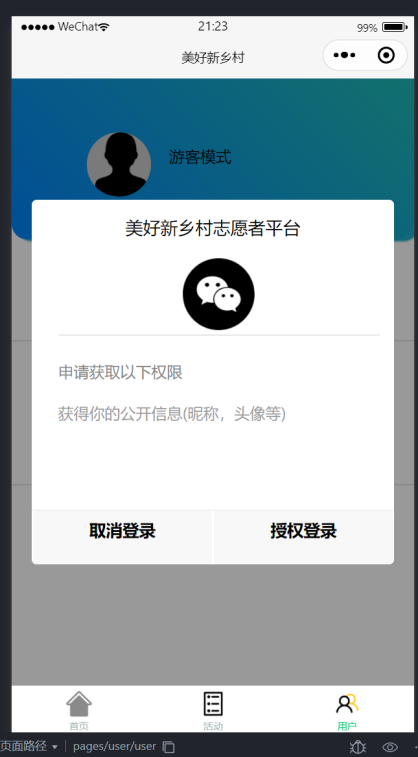 WeChat 21:23 99%
美好新乡村
游客模式
美好新乡村志愿者平台
申请获取以下权限
获得你的公开信息(昵称，头像等)
取消登录 授权登录
首页 活动 用户
页面路径 pages/user/user